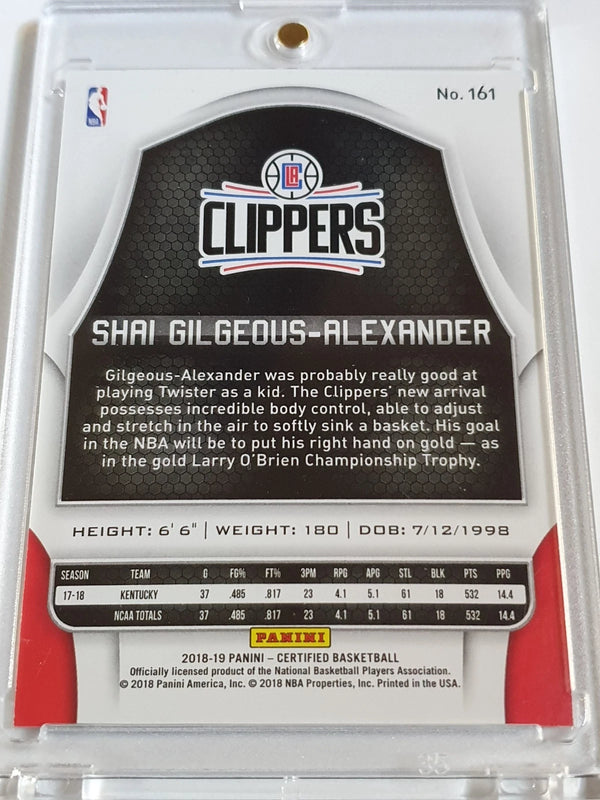 No. 161
NBA
LAC
CLIPPERS
SHAI GILGEOUS-ALEXANDER
Gilgeous-Alexander was probably really good at
playing Twister as a kid. The Clippers' new arrival
possesses incredible body control, able to adjust
and stretch in the air to softly sink a basket. His goal
in the NBA will be to put his right hand on gold — as
in the gold Larry O'Brien Championship Trophy.
HEIGHT: 6' 6" | WEIGHT: 180 | DOB: 7/12/1998
SEASON TEAM G FG% FT% 3PM RPG APG STL BLK PTS PPG
17-18 KENTUCKY 37 .485 .817 23 4.1 5.1 61 18 532 14.4
NCAA TOTALS 37 .485 .817 23 4.1 5.1 61 18 532 14.4
PANINI
2018-19 PANINI – CERTIFIED BASKETBALL
Officially licensed product of the National Basketball Players Association.
© 2018 Panini America, Inc. © 2018 NBA Properties, Inc. Printed in the USA.
35